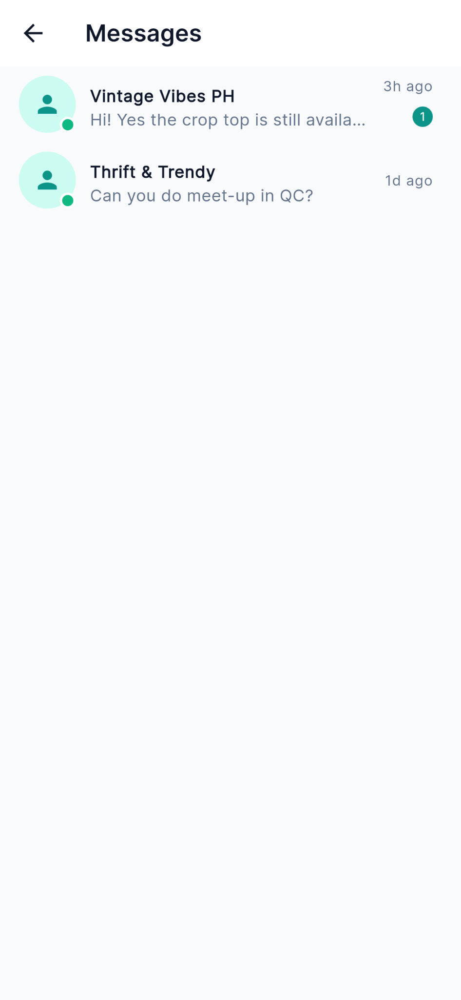 Messages
Vintage Vibes PH
3h ago
Hi! Yes the crop top is still availa...
1
Thrift & Trendy
1d ago
Can you do meet-up in QC?